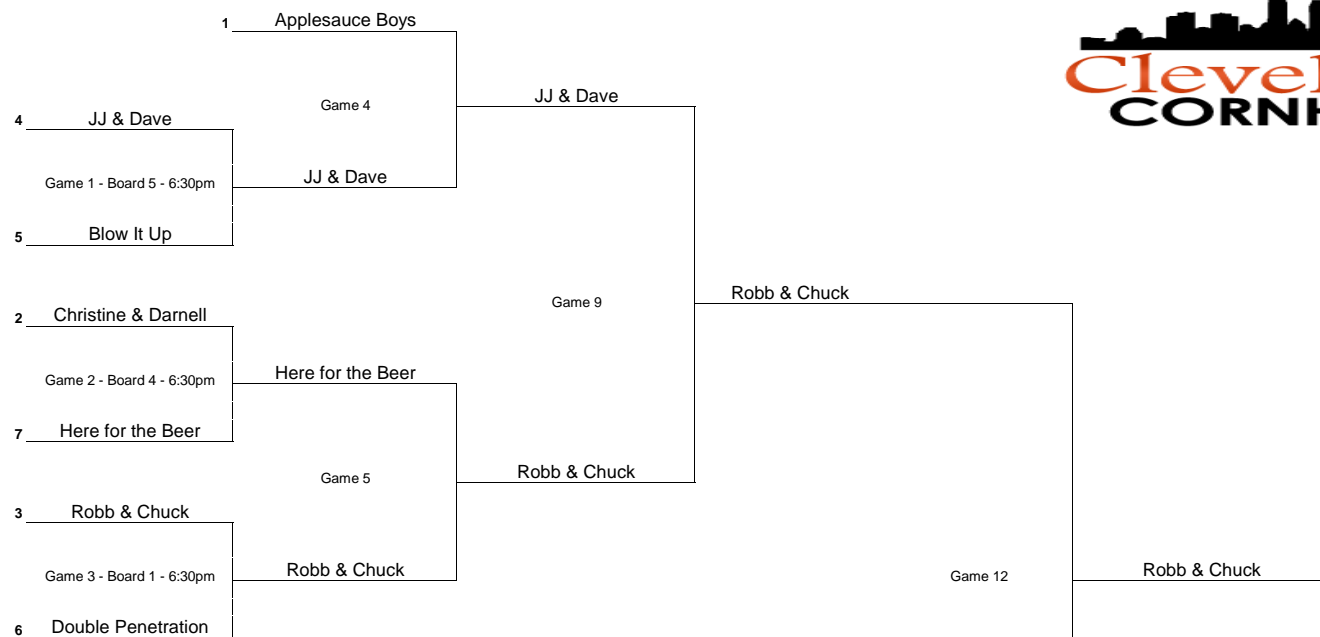 1 Applesauce Boys
Game 4
JJ & Dave
4 JJ & Dave
Game 1 - Board 5 - 6:30pm
JJ & Dave
5 Blow It Up
2 Christine & Darnell
Game 9
Robb & Chuck
Game 2 - Board 4 - 6:30pm
Here for the Beer
7 Here for the Beer
Game 5
Robb & Chuck
3 Robb & Chuck
Game 3 - Board 1 - 6:30pm
Robb & Chuck
Game 12
Robb & Chuck
6 Double Penetration
Clevel
CORNH